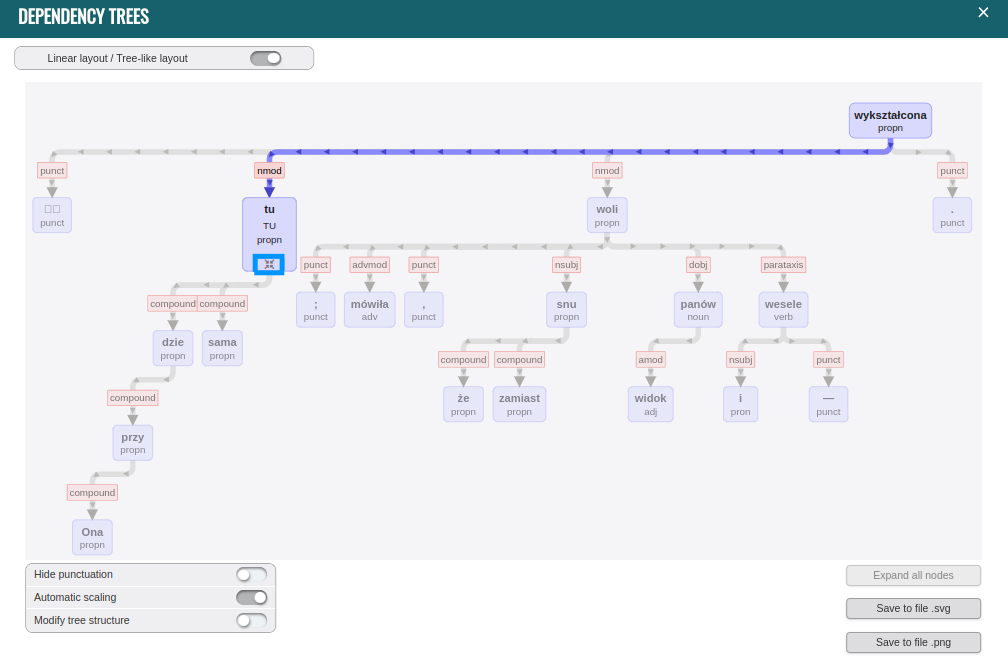 DEPENDENCY TREES
Linear layout / Tree-like layout
wykształcona
propn
punct
nmod
nmod
punct
punct
tu
TU
propn
woli
propn
.
punct
punct
advmod
punct
nsubj
dobj
parataxis
compound
compound
;
punct
mówiła
adv
,
punct
snu
propn
panów
noun
wesele
verb
dzie
propn
sama
propn
compound
compound
amod
nsubj
punct
compound
że
propn
zamiast
propn
widok
adj
i
pron
—
punct
przy
propn
compound
Ona
propn
Hide punctuation
Automatic scaling
Modify tree structure
Expand all nodes
Save to file .svg
Save to file .png